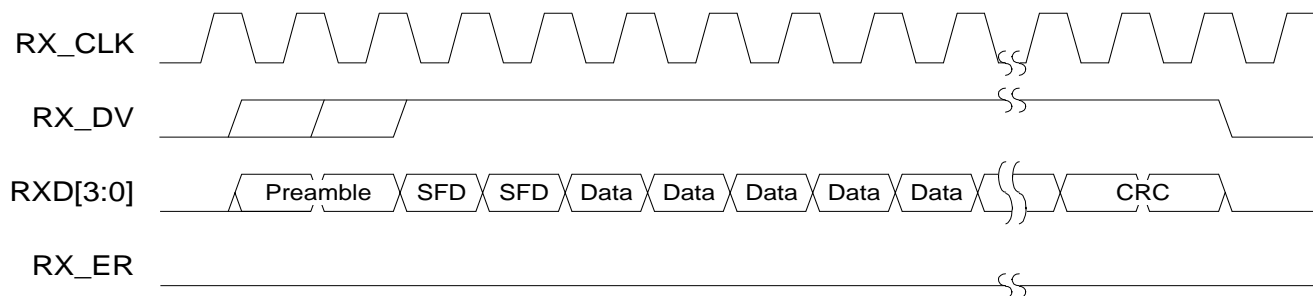 RX_CLK
RX_DV
RXD[3:0] Preamble SFD SFD Data Data Data Data Data CRC
RX_ER